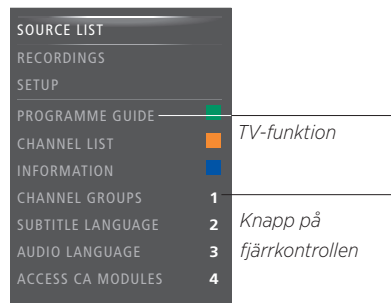 SOURCE LIST
RECORDINGS
SETUP
PROGRAMME GUIDE
CHANNEL LIST
INFORMATION
CHANNEL GROUPS 1
SUBTITLE LANGUAGE 2
AUDIO LANGUAGE 3
ACCESS CA MODULES 4
TV-funktion
Knapp på
fjärrkontrollen